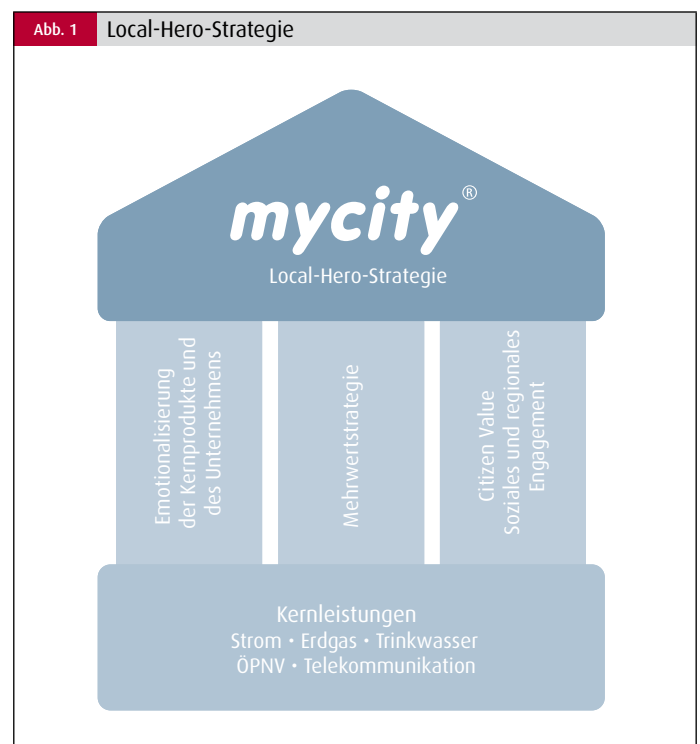 Abb. 1 Local-Hero-Strategie
mycity®
Local-Hero-Strategie
Emotionalisierung
der Kernprodukte und
des Unternehmens
Mehrwertstrategie
Citizen Value
Soziales und regionales
Engagement
Kernleistungen
Strom • Erdgas • Trinkwasser
ÖPNV • Telekommunikation